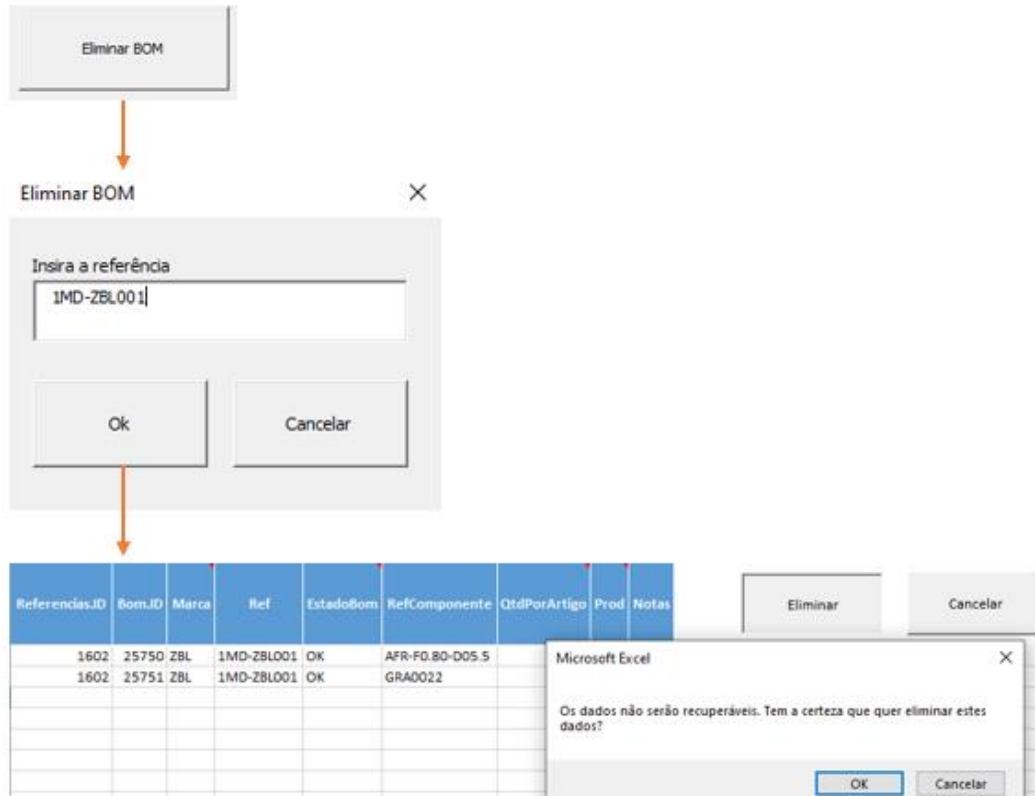 Eliminar BOM
Eliminar BOM
Insira a referência
1MD-ZBL001
Ok Cancelar
Referencias.ID Bom.ID Marca Ref EstadoBom RefComponente QtdPorArtigo Prod Notas
Eliminar Cancelar
1602 25750 ZBL 1MD-ZBL001 OK AFR-F0.80-D05.5
1602 25751 ZBL 1MD-ZBL001 OK GRA0022
Microsoft Excel
Os dados não serão recuperáveis. Tem a certeza que quer eliminar estes
dados?
OK Cancelar